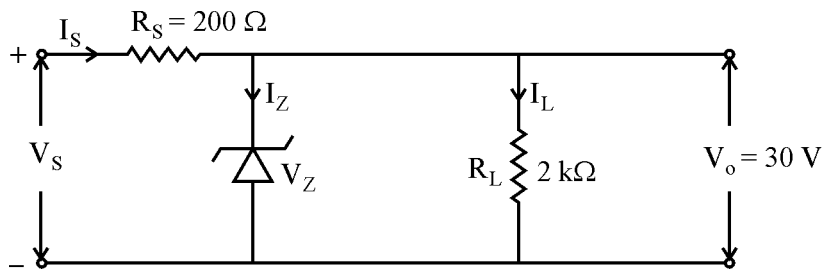 I_S
R_S = 200 Ω
+
I_Z
I_L
V_S
V_Z
R_L
2 kΩ
V_o = 30 V
–